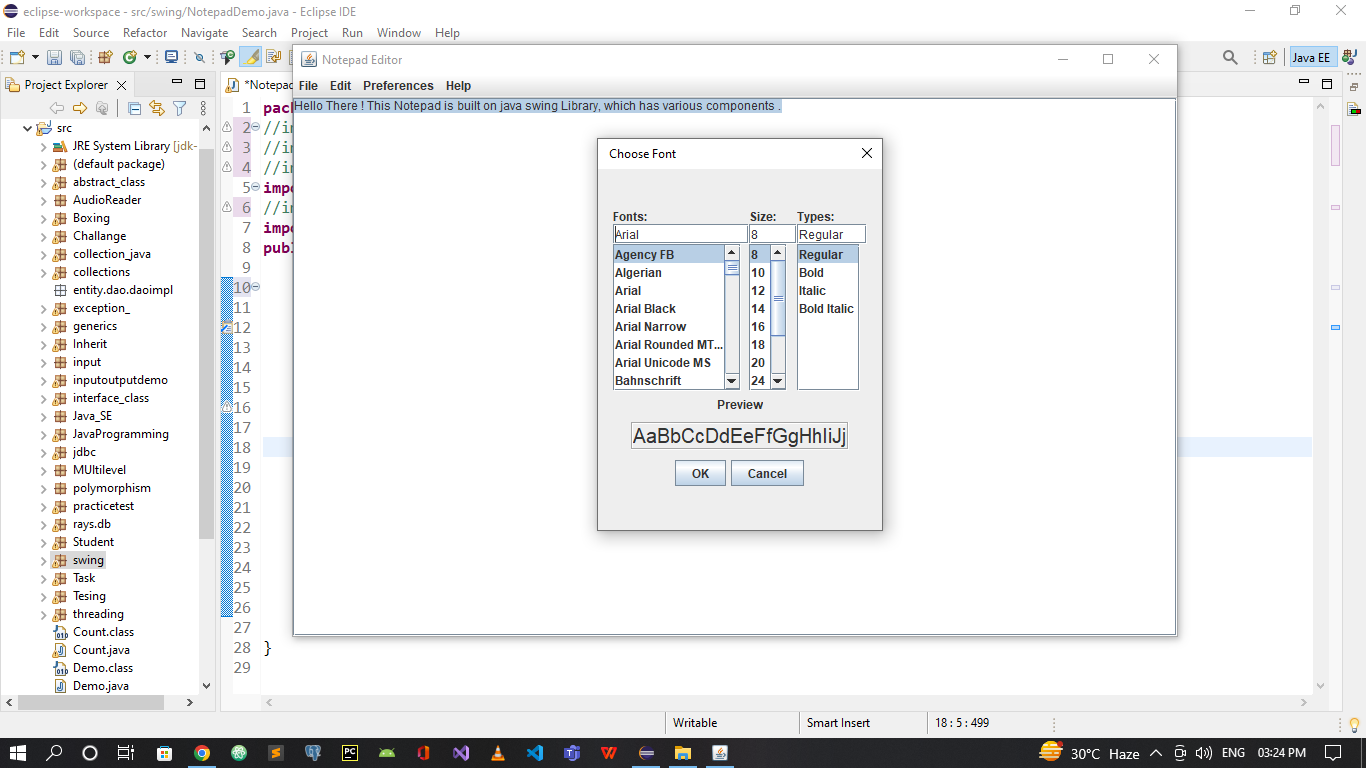 eclipse-workspace - src/swing/NotepadDemo.java - Eclipse IDE
File Edit Source Refactor Navigate Search Project Run Window Help
Java EE
Project Explorer
*Notepad
src
JRE System Library [jdk-
(default package)
abstract_class
AudioReader
Boxing
Challange
collection_java
collections
entity.dao.daoimpl
exception_
generics
Inherit
input
inputoutputdemo
interface_class
Java_SE
JavaProgramming
jdbc
MUltilevel
polymorphism
practicetest
rays.db
Student
swing
Task
Tesing
threading
Count.class
Count.java
Demo.class
Demo.java
1 pack
2 //im
3 //im
4 //im
5 impo
6 //im
7 impo
8 publ
9
10
11
12
13
14
15
16
17
18
19
20
21
22
23
24
25
26
27
28 }
29
Notepad Editor
File Edit Preferences Help
Hello There ! This Notepad is built on java swing Library, which has various components .
Choose Font
Fonts: Size: Types:
Arial 8 Regular
Agency FB 8 Regular
Algerian 10 Bold
Arial 12 Italic
Arial Black 14 Bold Italic
Arial Narrow 16
Arial Rounded MT... 18
Arial Unicode MS 20
Bahnschrift 24
Preview
AaBbCcDdEeFfGgHhIiJj
OK Cancel
Writable Smart Insert 18 : 5 : 499
PC
30°C Haze ENG 03:24 PM